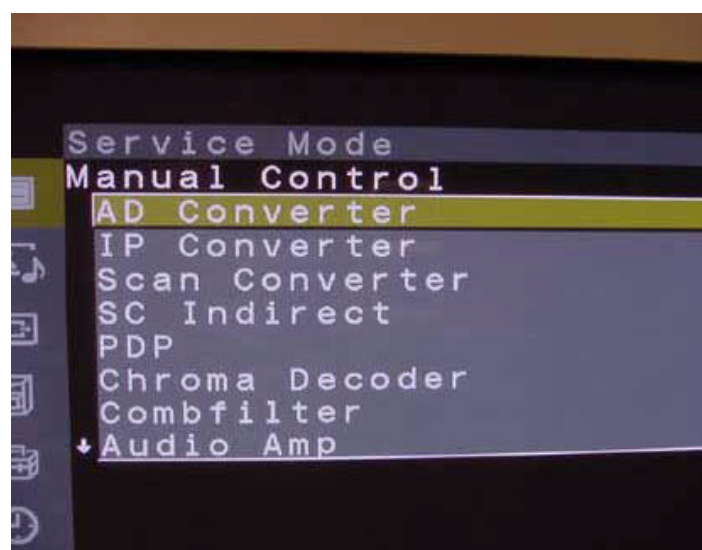 Service Mode
Manual Control
AD Converter
IP Converter
Scan Converter
SC Indirect
PDP
Chroma Decoder
Combfilter
Audio Amp